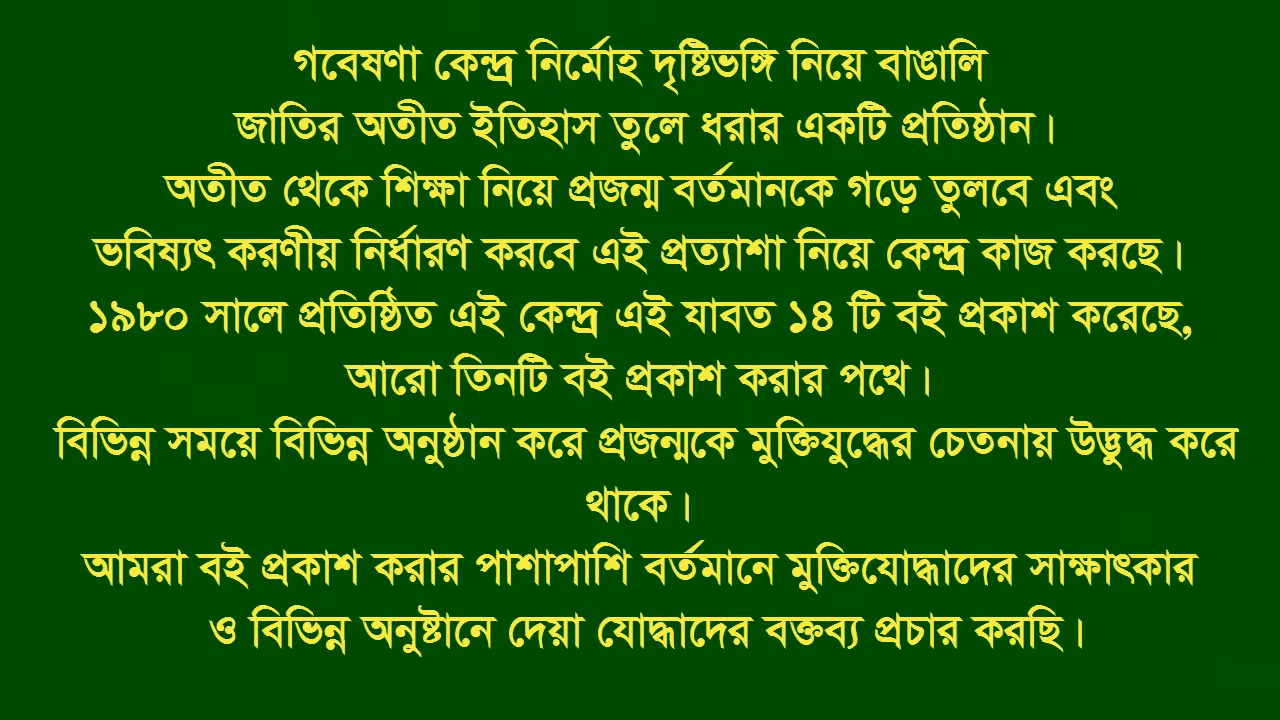 গবেষণা কেন্দ্র নির্মোহ দৃষ্টিভঙ্গি নিয়ে বাঙালি
জাতির অতীত ইতিহাস তুলে ধরার একটি প্রতিষ্ঠান।
অতীত থেকে শিক্ষা নিয়ে প্রজন্ম বর্তমানকে গড়ে তুলবে এবং
ভবিষ্যৎ করণীয় নির্ধারণ করবে এই প্রত্যাশা নিয়ে কেন্দ্র কাজ করছে।
১৯৮০ সালে প্রতিষ্ঠিত এই কেন্দ্র এই যাবত ১৪ টি বই প্রকাশ করেছে,
আরো তিনটি বই প্রকাশ করার পথে।
বিভিন্ন সময়ে বিভিন্ন অনুষ্ঠান করে প্রজন্মকে মুক্তিযুদ্ধের চেতনায় উদ্ভুদ্ধ করে
থাকে।
আমরা বই প্রকাশ করার পাশাপাশি বর্তমানে মুক্তিযোদ্ধাদের সাক্ষাৎকার
ও বিভিন্ন অনুষ্টানে দেয়া যোদ্ধাদের বক্তব্য প্রচার করছি।